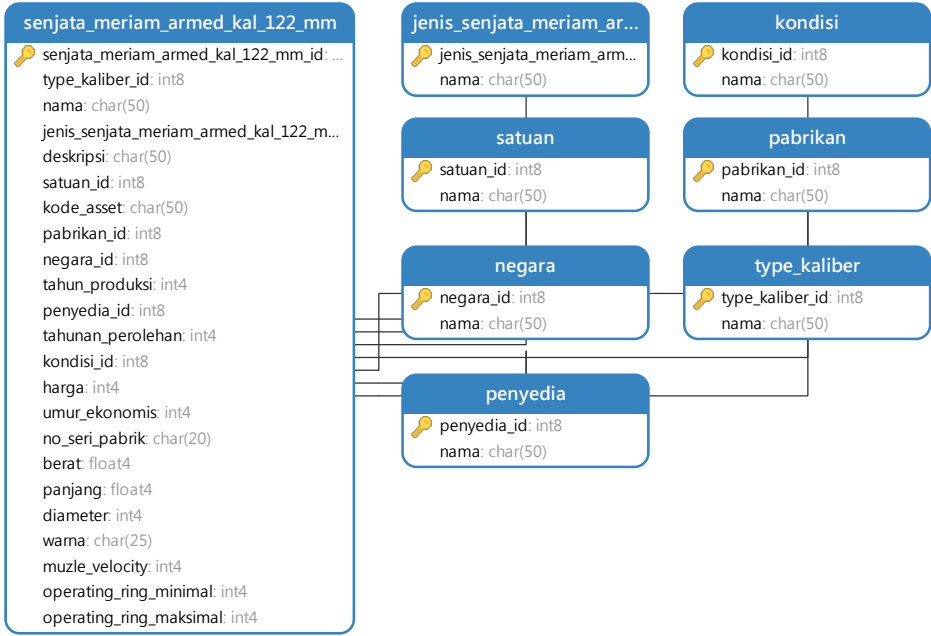 senjata_meriam_armed_kal_122_mm
senjata_meriam_armed_kal_122_mm_id: ...
type_kaliber_id: int8
nama: char(50)
jenis_senjata_meriam_armed_kal_122_m...
deskripsi: char(50)
satuan_id: int8
kode_asset: char(50)
pabrikan_id: int8
negara_id: int8
tahun_produksi: int4
penyedia_id: int8
tahunan_perolehan: int4
kondisi_id: int8
harga: int4
umur_ekonomis: int4
no_seri_pabrik: char(20)
berat: float4
panjang: float4
diameter: int4
warna: char(25)
muzle_velocity: int4
operating_ring_minimal: int4
operating_ring_maksimal: int4
jenis_senjata_meriam_ar...
jenis_senjata_meriam_arm...
nama: char(50)
kondisi
kondisi_id: int8
nama: char(50)
satuan
satuan_id: int8
nama: char(50)
pabrikan
pabrikan_id: int8
nama: char(50)
negara
negara_id: int8
nama: char(50)
type_kaliber
type_kaliber_id: int8
nama: char(50)
penyedia
penyedia_id: int8
nama: char(50)